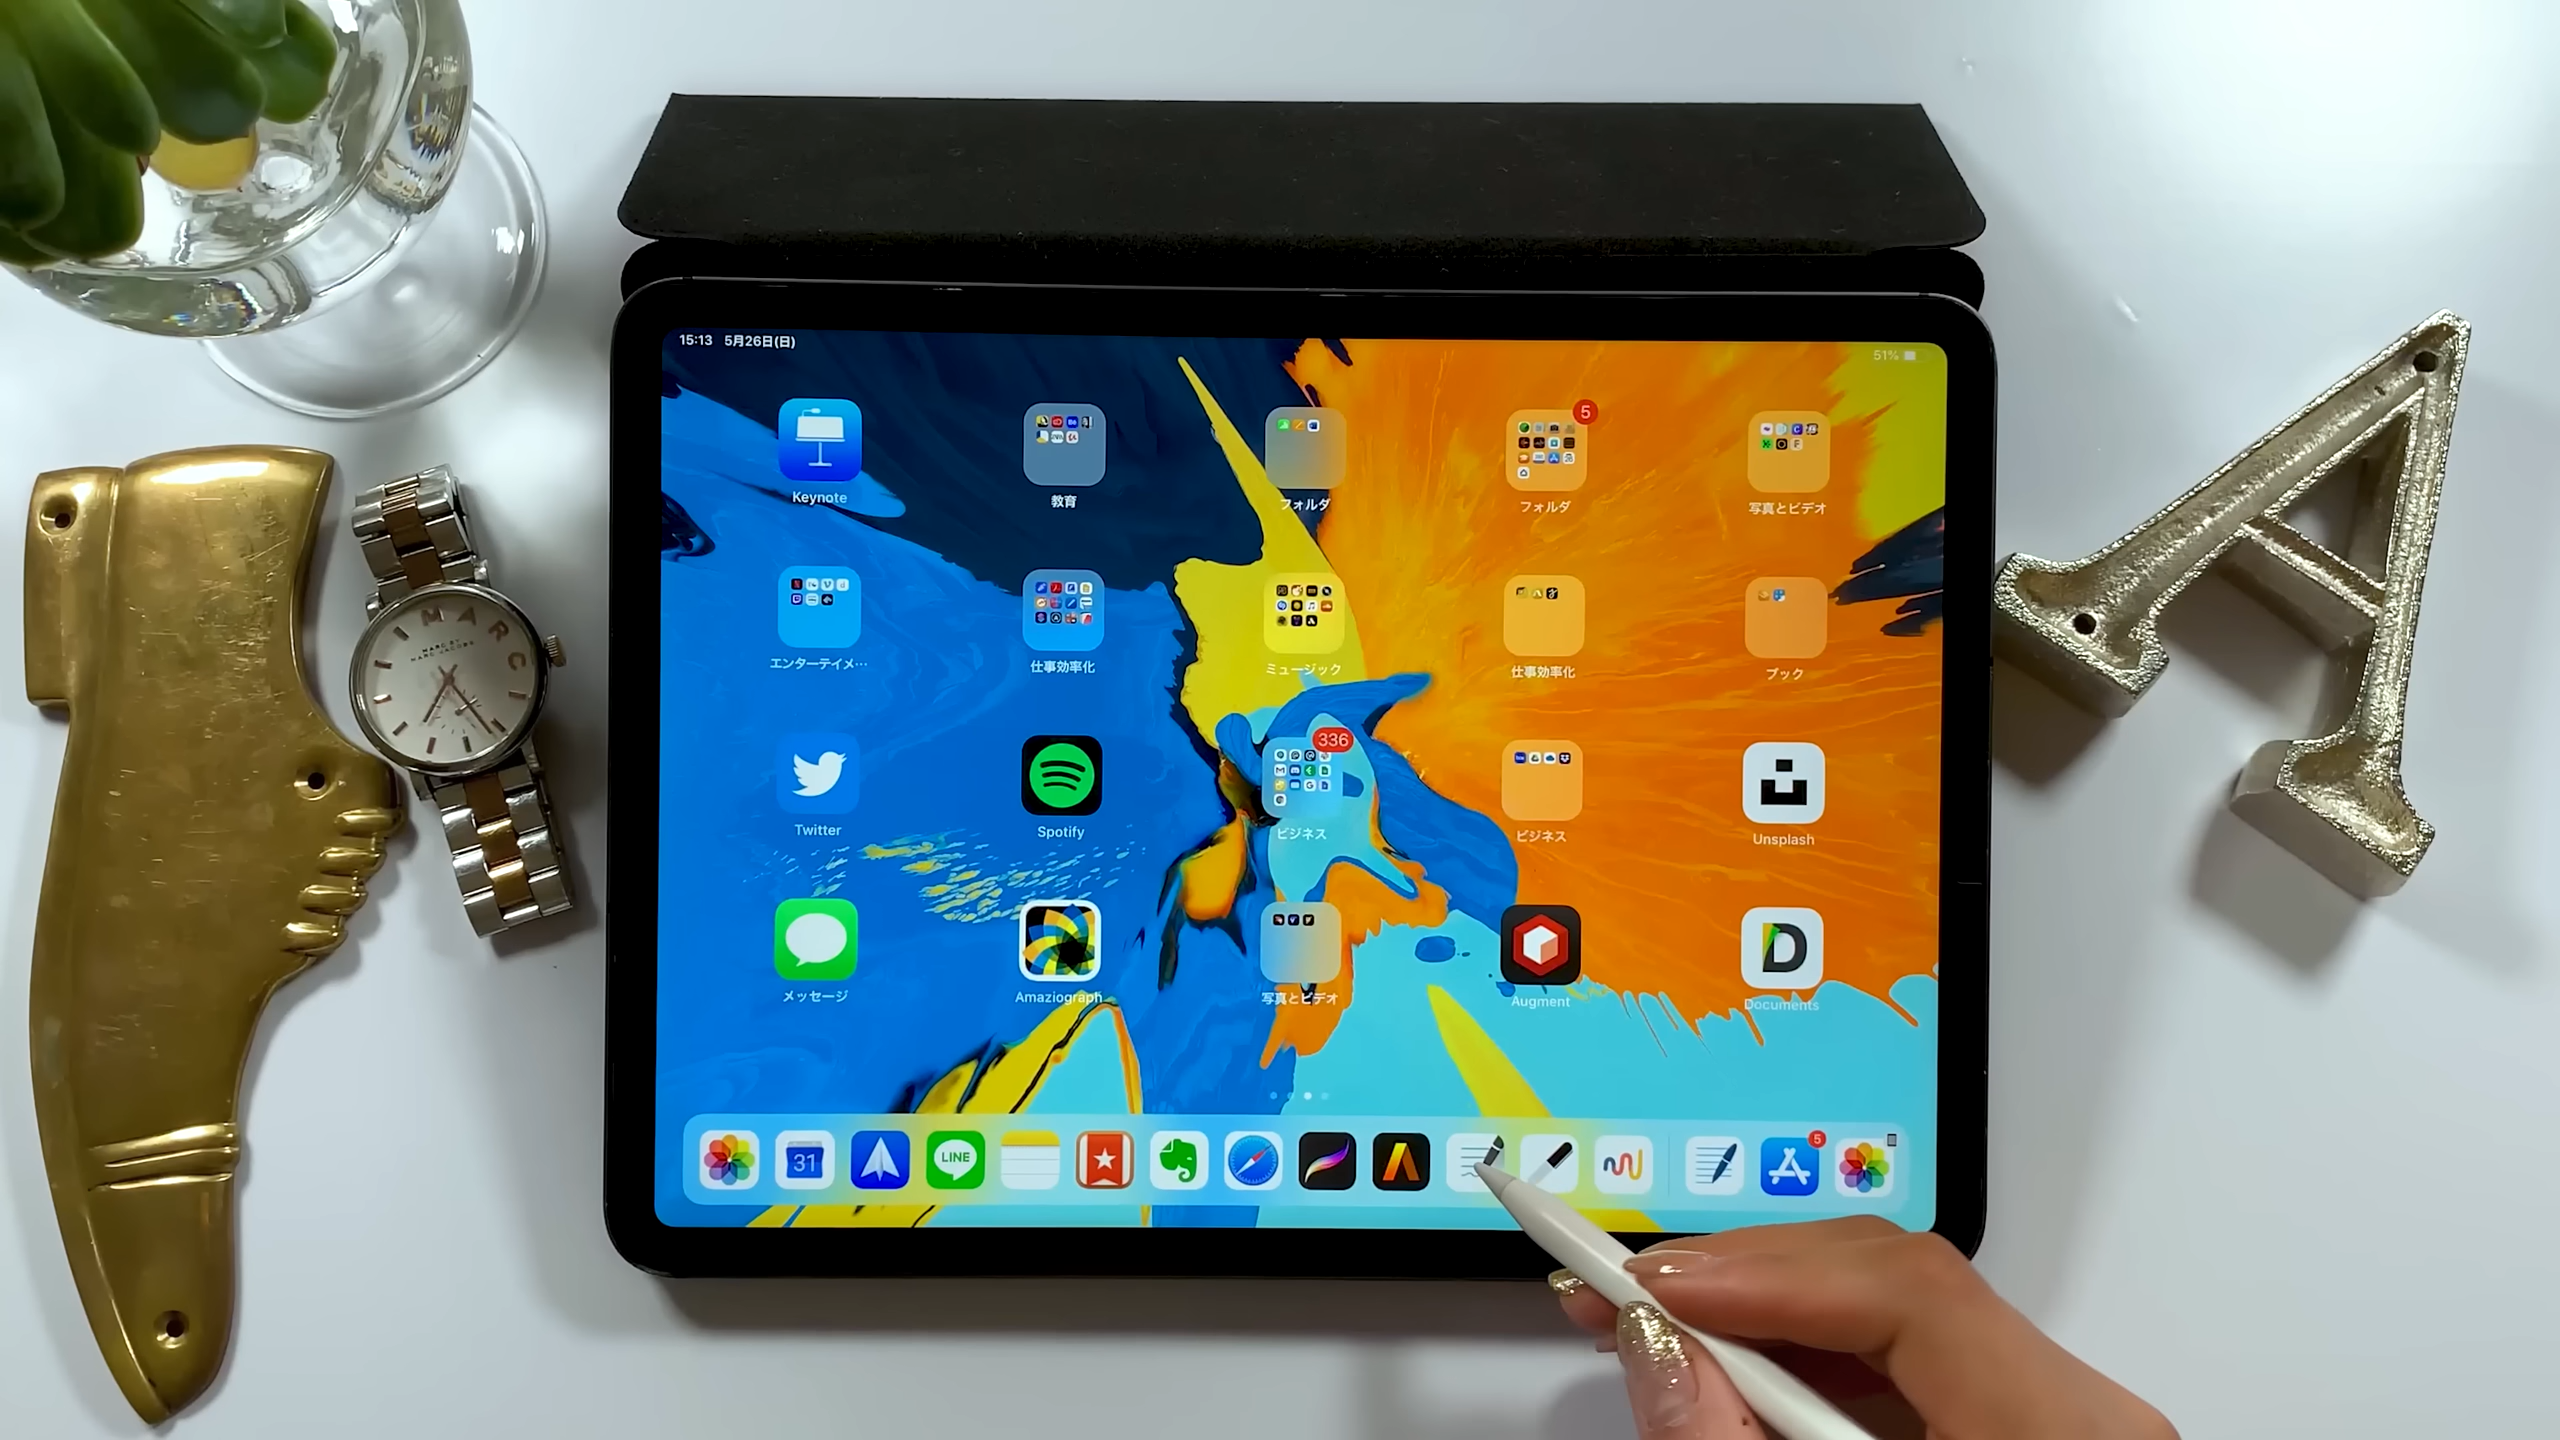 15:13 5月26日(日)
51%
5
Keynote
教育
フォルダ
フォルダ
写真とビデオ
エンターテイメ…
仕事効率化
ミュージック
仕事効率化
ブック
336
Twitter
Spotify
ビジネス
ビジネス
Unsplash
メッセージ
Amaziograph
写真とビデオ
Augment
D
Documents
31
LINE
5
MARC
MARC BY
MARC JACOBS
A